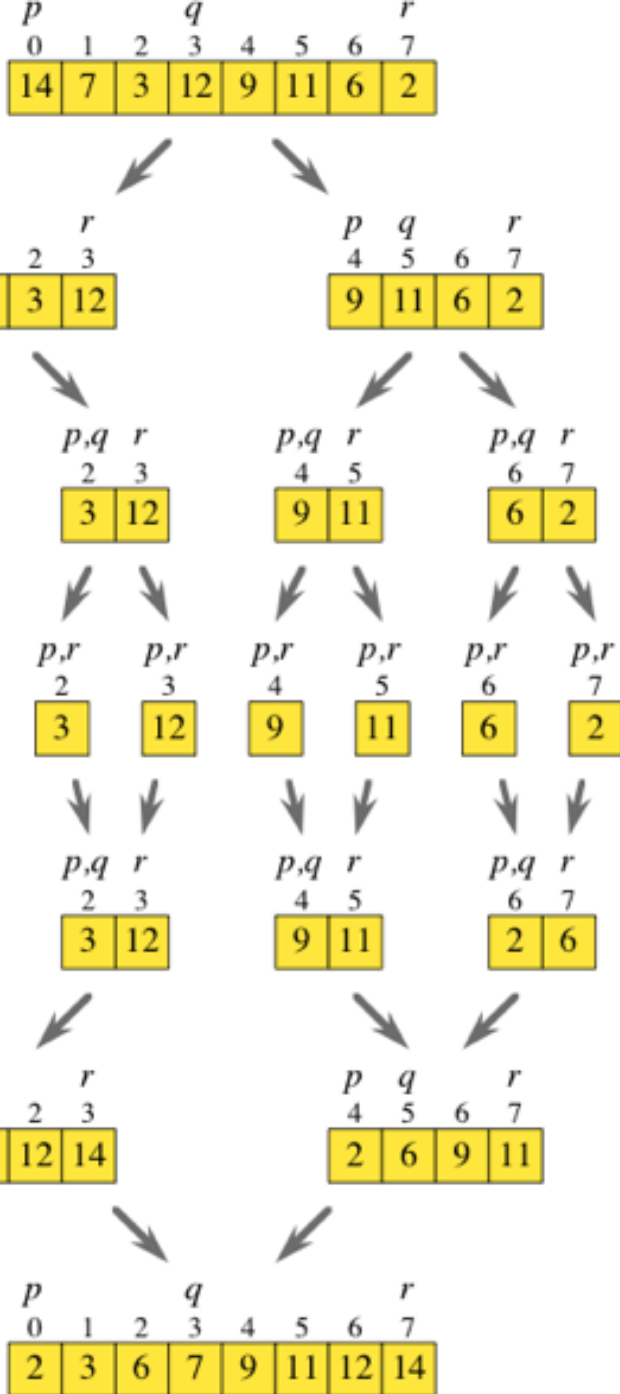 p q r
0 1 2 3 4 5 6 7
14 7 3 12 9 11 6 2
r p q r
2 3 4 5 6 7
3 12 9 11 6 2
p,q r p,q r p,q r
2 3 4 5 6 7
3 12 9 11 6 2
p,r p,r p,r p,r p,r p,r
2 3 4 5 6 7
3 12 9 11 6 2
p,q r p,q r p,q r
2 3 4 5 6 7
3 12 9 11 2 6
r p q r
2 3 4 5 6 7
12 14 2 6 9 11
p q r
0 1 2 3 4 5 6 7
2 3 6 7 9 11 12 14